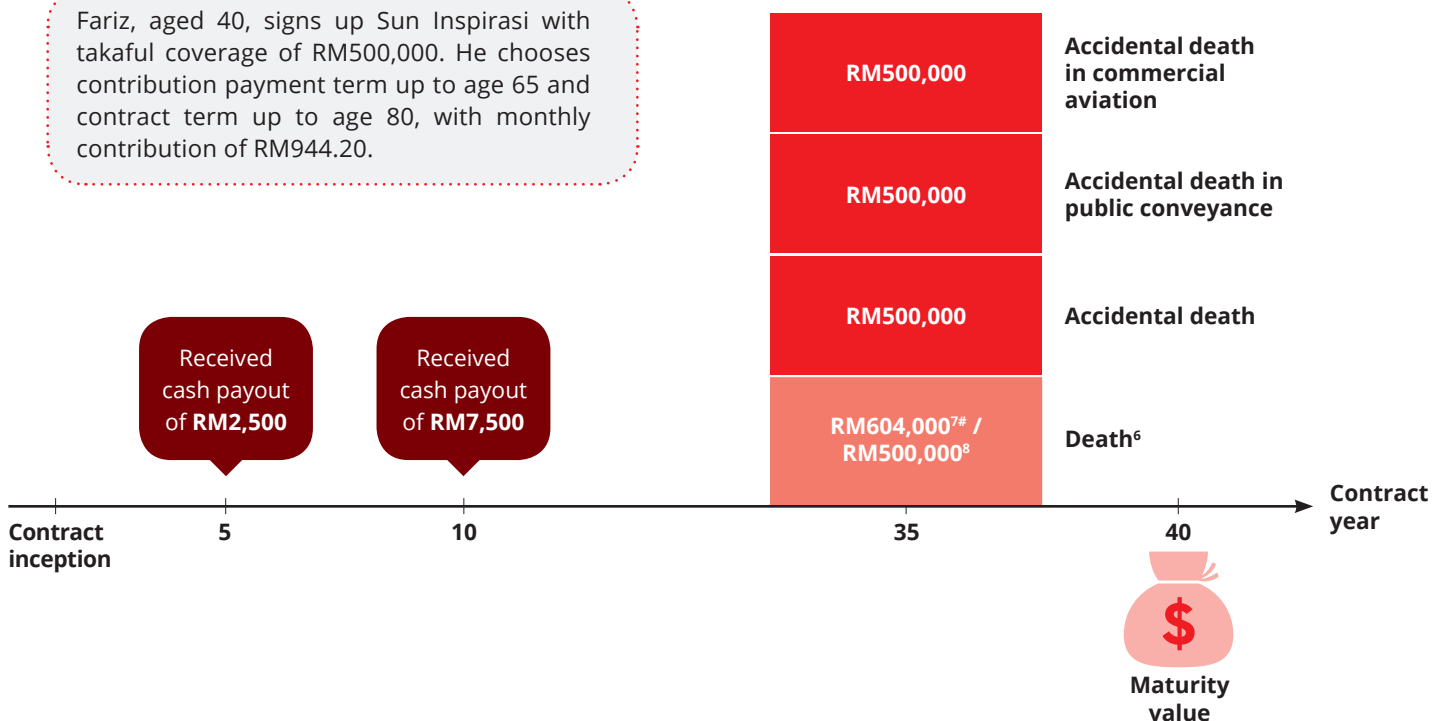 Fariz, aged 40, signs up Sun Inspirasi with
takaful coverage of RM500,000. He chooses
contribution payment term up to age 65 and
contract term up to age 80, with monthly
contribution of RM944.20.
RM500,000
Accidental death
in commercial
aviation
RM500,000
Accidental death in
public conveyance
RM500,000
Accidental death
Received
cash payout
of RM2,500
Received
cash payout
of RM7,500
RM604,000⁷# /
RM500,000⁸
Death⁶
Contract
inception
5
10
35
40
Contract
year
$
Maturity
value